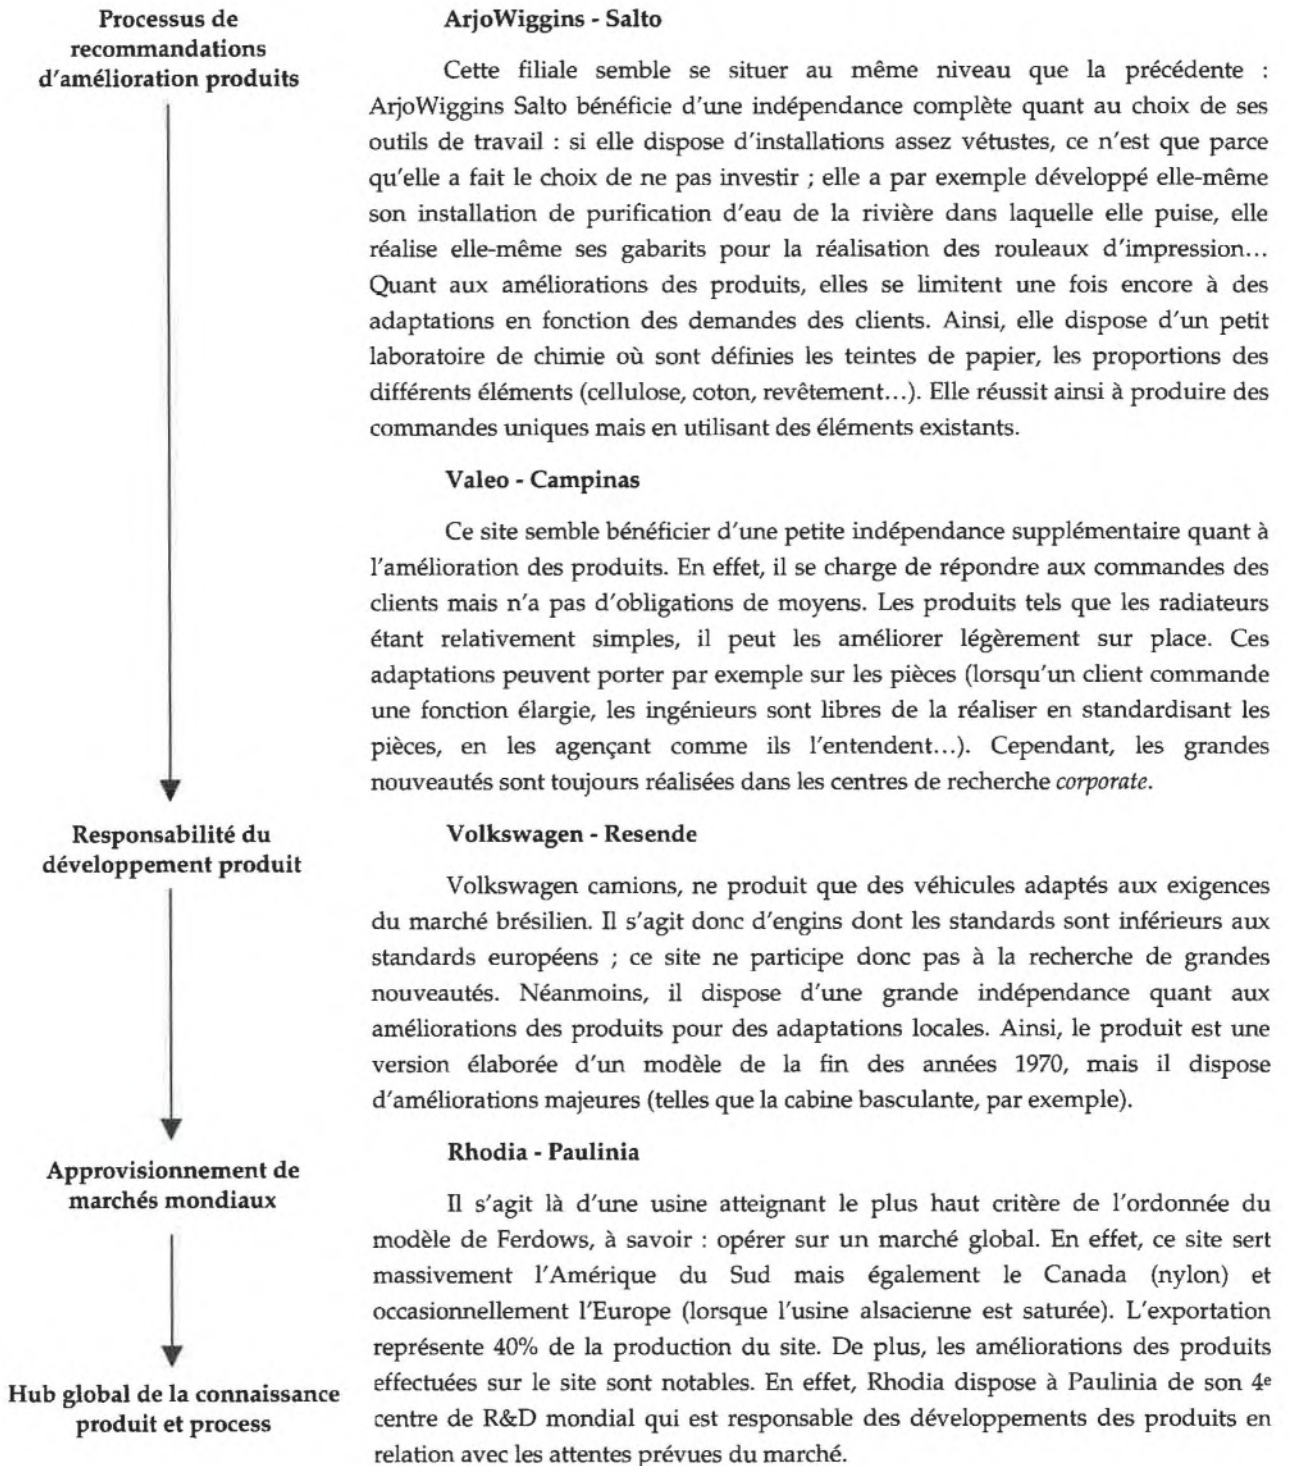 Processus de
recommandations
d'amélioration produits
ArjoWiggins - Salto
Cette filiale semble se situer au même niveau que la précédente :
ArjoWiggins Salto bénéficie d'une indépendance complète quant au choix de ses
outils de travail : si elle dispose d'installations assez vétustes, ce n'est que parce
qu'elle a fait le choix de ne pas investir ; elle a par exemple développé elle-même
son installation de purification d'eau de la rivière dans laquelle elle puise, elle
réalise elle-même ses gabarits pour la réalisation des rouleaux d'impression…
Quant aux améliorations des produits, elles se limitent une fois encore à des
adaptations en fonction des demandes des clients. Ainsi, elle dispose d'un petit
laboratoire de chimie où sont définies les teintes de papier, les proportions des
différents éléments (cellulose, coton, revêtement…). Elle réussit ainsi à produire des
commandes uniques mais en utilisant des éléments existants.
Valeo - Campinas
Ce site semble bénéficier d'une petite indépendance supplémentaire quant à
l'amélioration des produits. En effet, il se charge de répondre aux commandes des
clients mais n'a pas d'obligations de moyens. Les produits tels que les radiateurs
étant relativement simples, il peut les améliorer légèrement sur place. Ces
adaptations peuvent porter par exemple sur les pièces (lorsqu'un client commande
une fonction élargie, les ingénieurs sont libres de la réaliser en standardisant les
pièces, en les agençant comme ils l'entendent…). Cependant, les grandes
nouveautés sont toujours réalisées dans les centres de recherche corporate.
Responsabilité du
développement produit
Volkswagen - Resende
Volkswagen camions, ne produit que des véhicules adaptés aux exigences
du marché brésilien. Il s'agit donc d'engins dont les standards sont inférieurs aux
standards européens ; ce site ne participe donc pas à la recherche de grandes
nouveautés. Néanmoins, il dispose d'une grande indépendance quant aux
améliorations des produits pour des adaptations locales. Ainsi, le produit est une
version élaborée d'un modèle de la fin des années 1970, mais il dispose
d'améliorations majeures (telles que la cabine basculante, par exemple).
Approvisionnement de
marchés mondiaux
Rhodia - Paulinia
Il s'agit là d'une usine atteignant le plus haut critère de l'ordonnée du
modèle de Ferdows, à savoir : opérer sur un marché global. En effet, ce site sert
massivement l'Amérique du Sud mais également le Canada (nylon) et
occasionnellement l'Europe (lorsque l'usine alsacienne est saturée). L'exportation
représente 40% de la production du site. De plus, les améliorations des produits
effectuées sur le site sont notables. En effet, Rhodia dispose à Paulinia de son 4e
centre de R&D mondial qui est responsable des développements des produits en
relation avec les attentes prévues du marché.
Hub global de la connaissance
produit et process